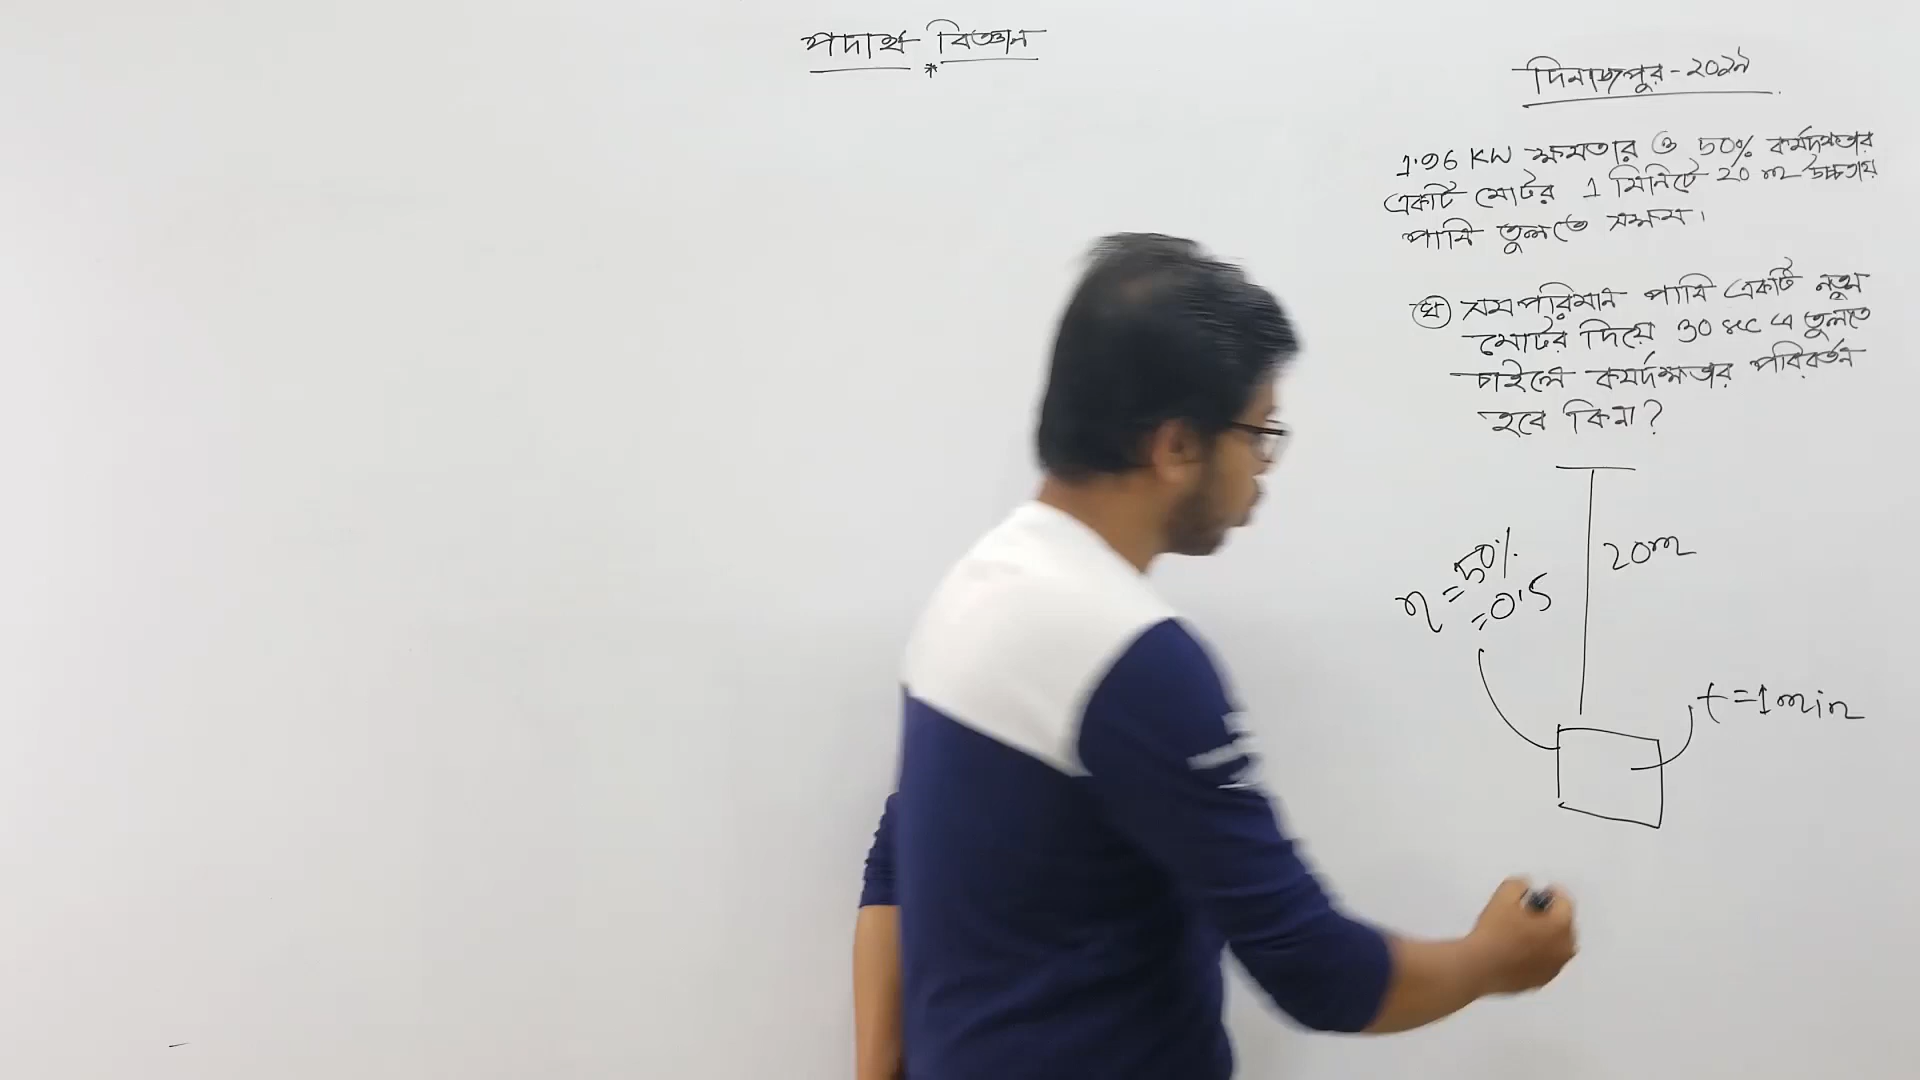 পদার্থ বিজ্ঞান
*
দিনাজপুর-২০১৯
1.96 KW ক্ষমতার ও 50% কর্মদক্ষতার
একটি মোটর 1 মিনিটে 20 m উচ্চতায়
পানি তুলতে সক্ষম।
ঘ সমপরিমান পানি একটি নতুন
মোটর দিয়ে 30 sec এ তুলতে
চাইলে কর্মদক্ষতার পরিবর্তন
হবে কিনা?
20m
η = 50%
= 0.5
t = 1 min